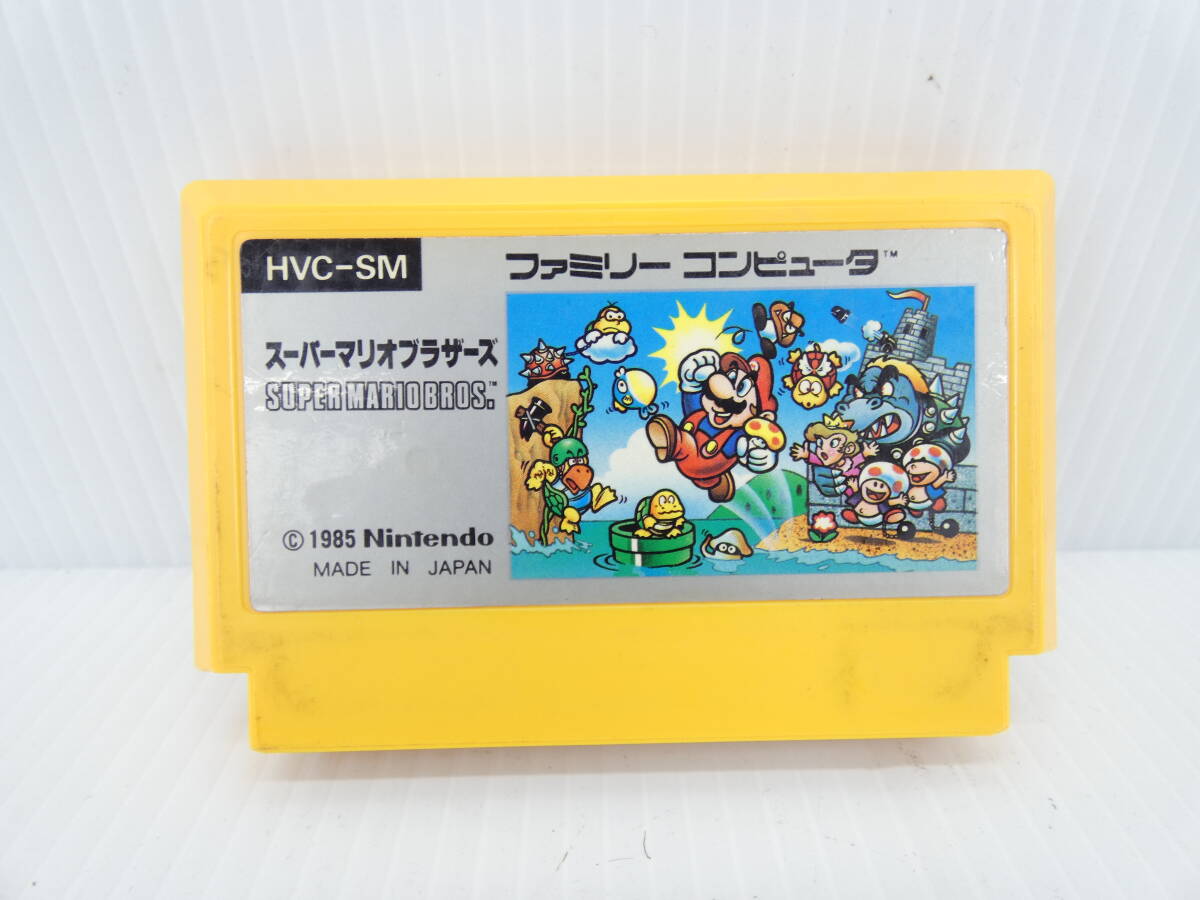 HVC-SM
ファミリー コンピュータ™
スーパーマリオブラザーズ
SUPER MARIO BROS.™
© 1985 Nintendo
MADE IN JAPAN